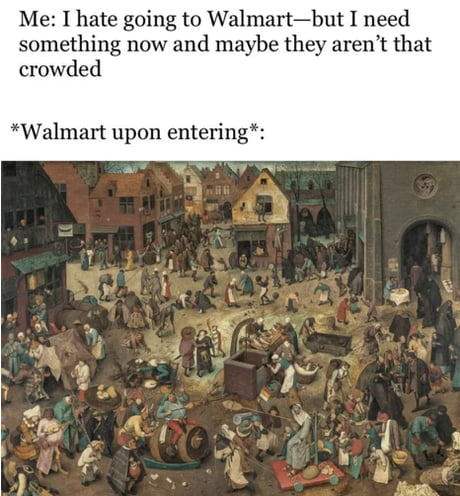 Me: I hate going to Walmart—but I need
something now and maybe they aren’t that
crowded
*Walmart upon entering*: